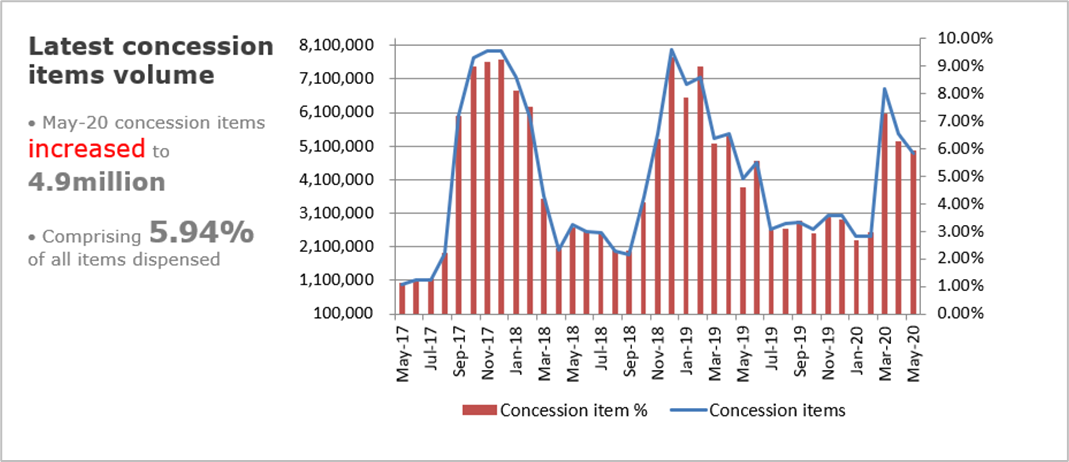 Latest concession
items volume
• May-20 concession items
increased to
4.9million
• Comprising 5.94%
of all items dispensed
8,100,000
7,100,000
6,100,000
5,100,000
4,100,000
3,100,000
2,100,000
1,100,000
100,000
10.00%
9.00%
8.00%
7.00%
6.00%
5.00%
4.00%
3.00%
2.00%
1.00%
0.00%
May-17
Jul-17
Sep-17
Nov-17
Jan-18
Mar-18
May-18
Jul-18
Sep-18
Nov-18
Jan-19
Mar-19
May-19
Jul-19
Sep-19
Nov-19
Jan-20
Mar-20
May-20
Concession item % Concession items